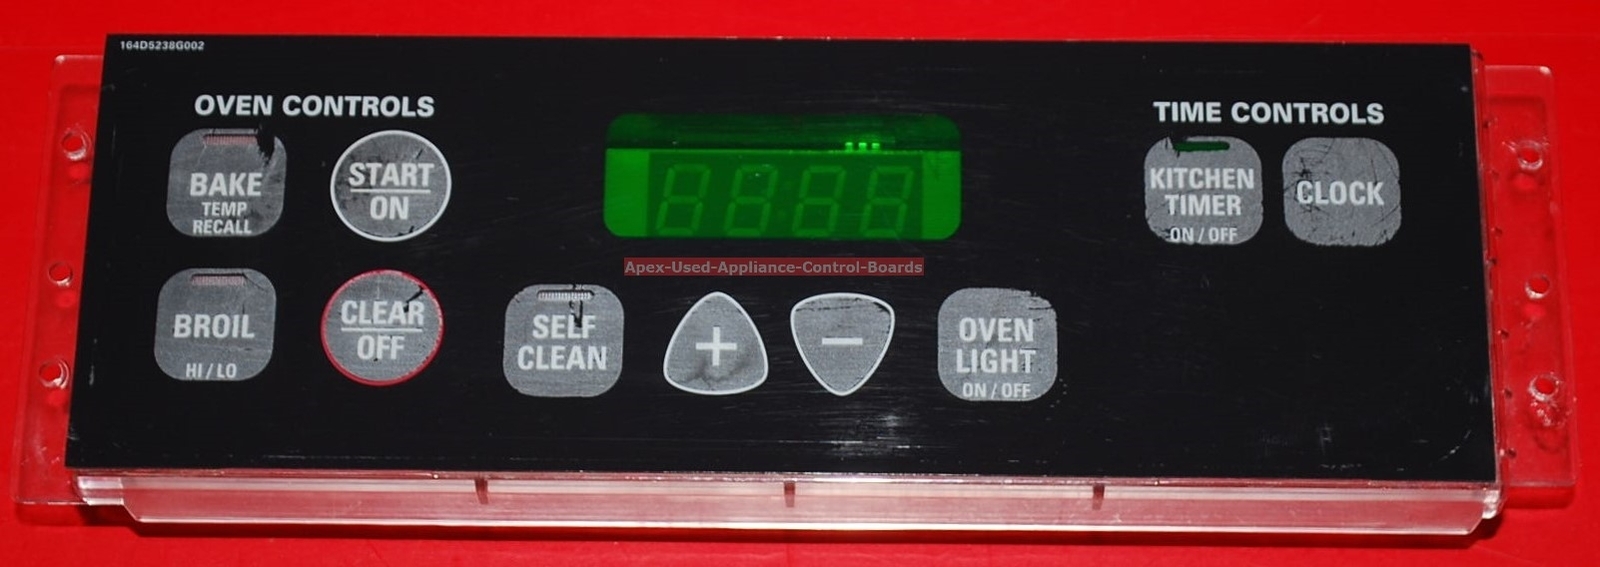 164D5238G002
OVEN CONTROLS
TIME CONTROLS
BAKE
TEMP
RECALL
START
ON
8888
KITCHEN
TIMER
ON / OFF
CLOCK
Apex-Used-Appliance-Control-Boards
BROIL
HI / LO
CLEAR
OFF
SELF
CLEAN
+
−
OVEN
LIGHT
ON / OFF